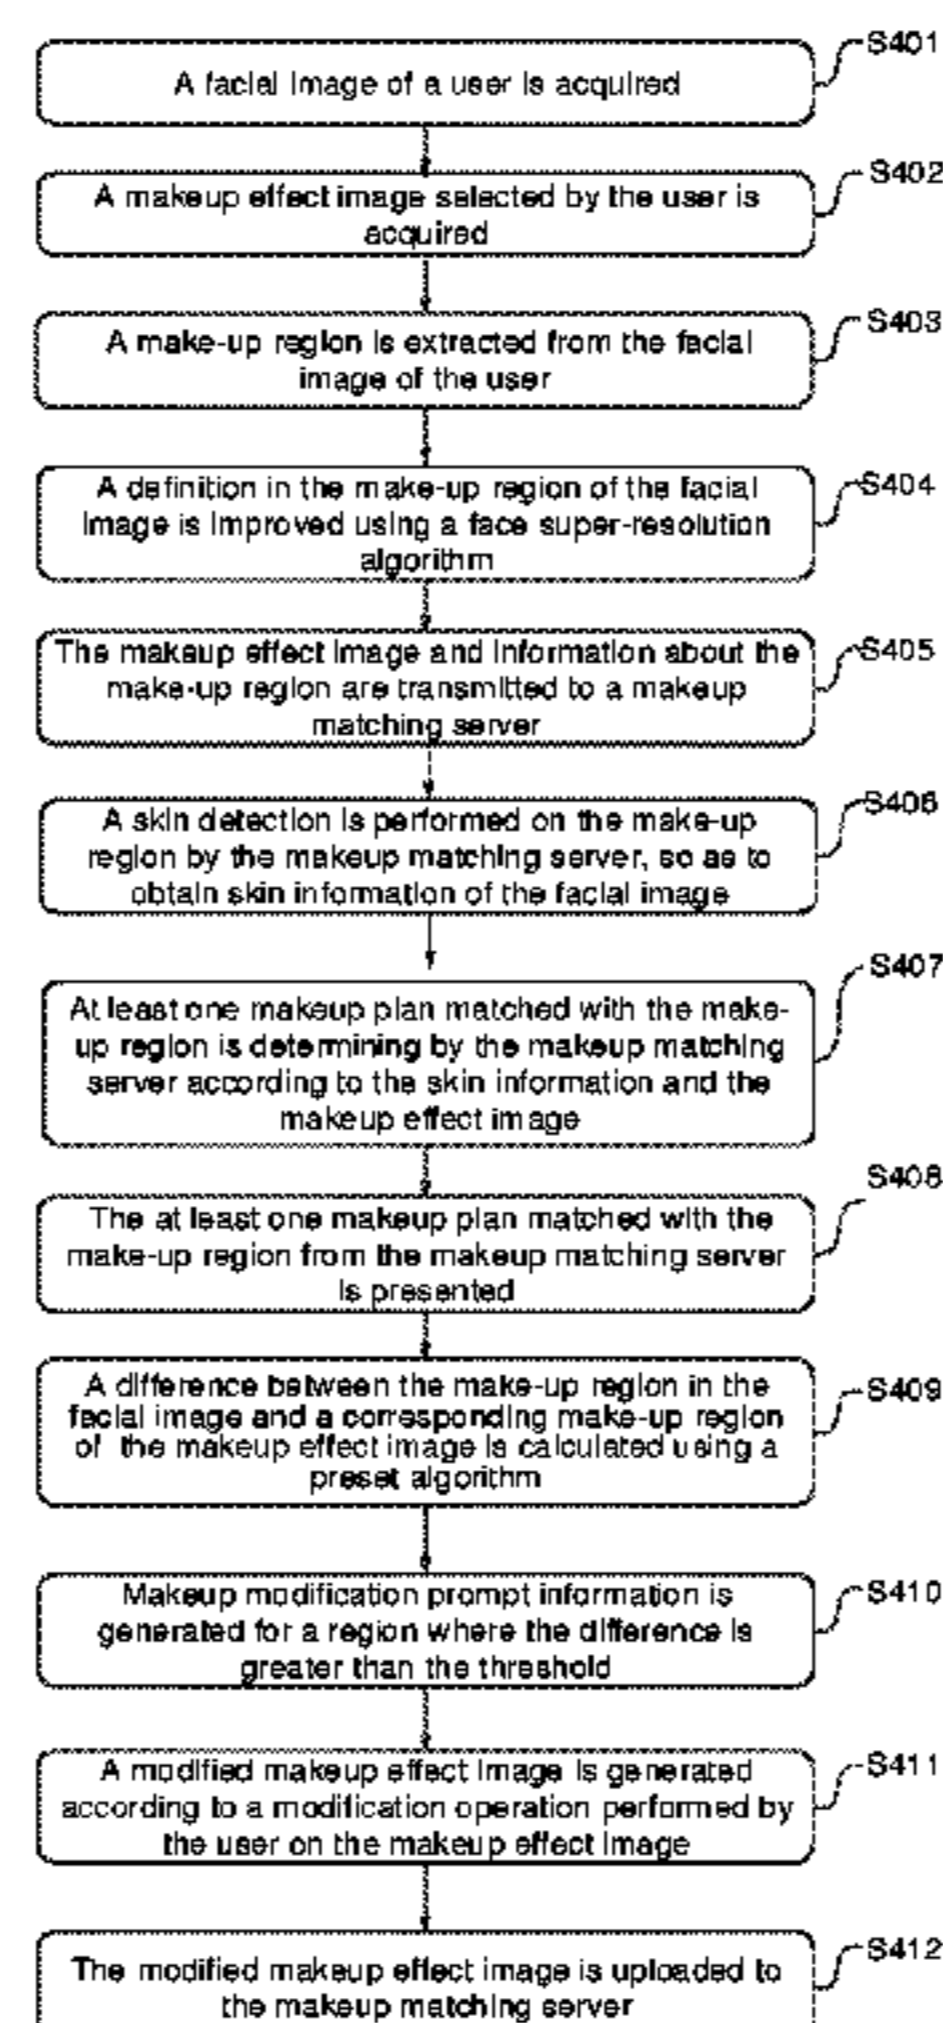 S401
A facial image of a user is acquired
S402
A makeup effect image selected by the user is
acquired
S403
A make-up region is extracted from the facial
image of the user
S404
A definition in the make-up region of the facial
image is improved using a face super-resolution
algorithm
S405
The makeup effect image and information about the
make-up region are transmitted to a makeup
matching server
S406
A skin detection is performed on the make-up
region by the makeup matching server, so as to
obtain skin information of the facial image
S407
At least one makeup plan matched with the make-
up region is determining by the makeup matching
server according to the skin information and the
makeup effect image
S408
The at least one makeup plan matched with the
make-up region from the makeup matching server
is presented
S409
A difference between the make-up region in the
facial image and a corresponding make-up region
of the makeup effect image is calculated using a
preset algorithm
S410
Makeup modification prompt information is
generated for a region where the difference is
greater than the threshold
S411
A modified makeup effect image is generated
according to a modification operation performed by
the user on the makeup effect image
S412
The modified makeup effect image is uploaded to
the makeup matching server